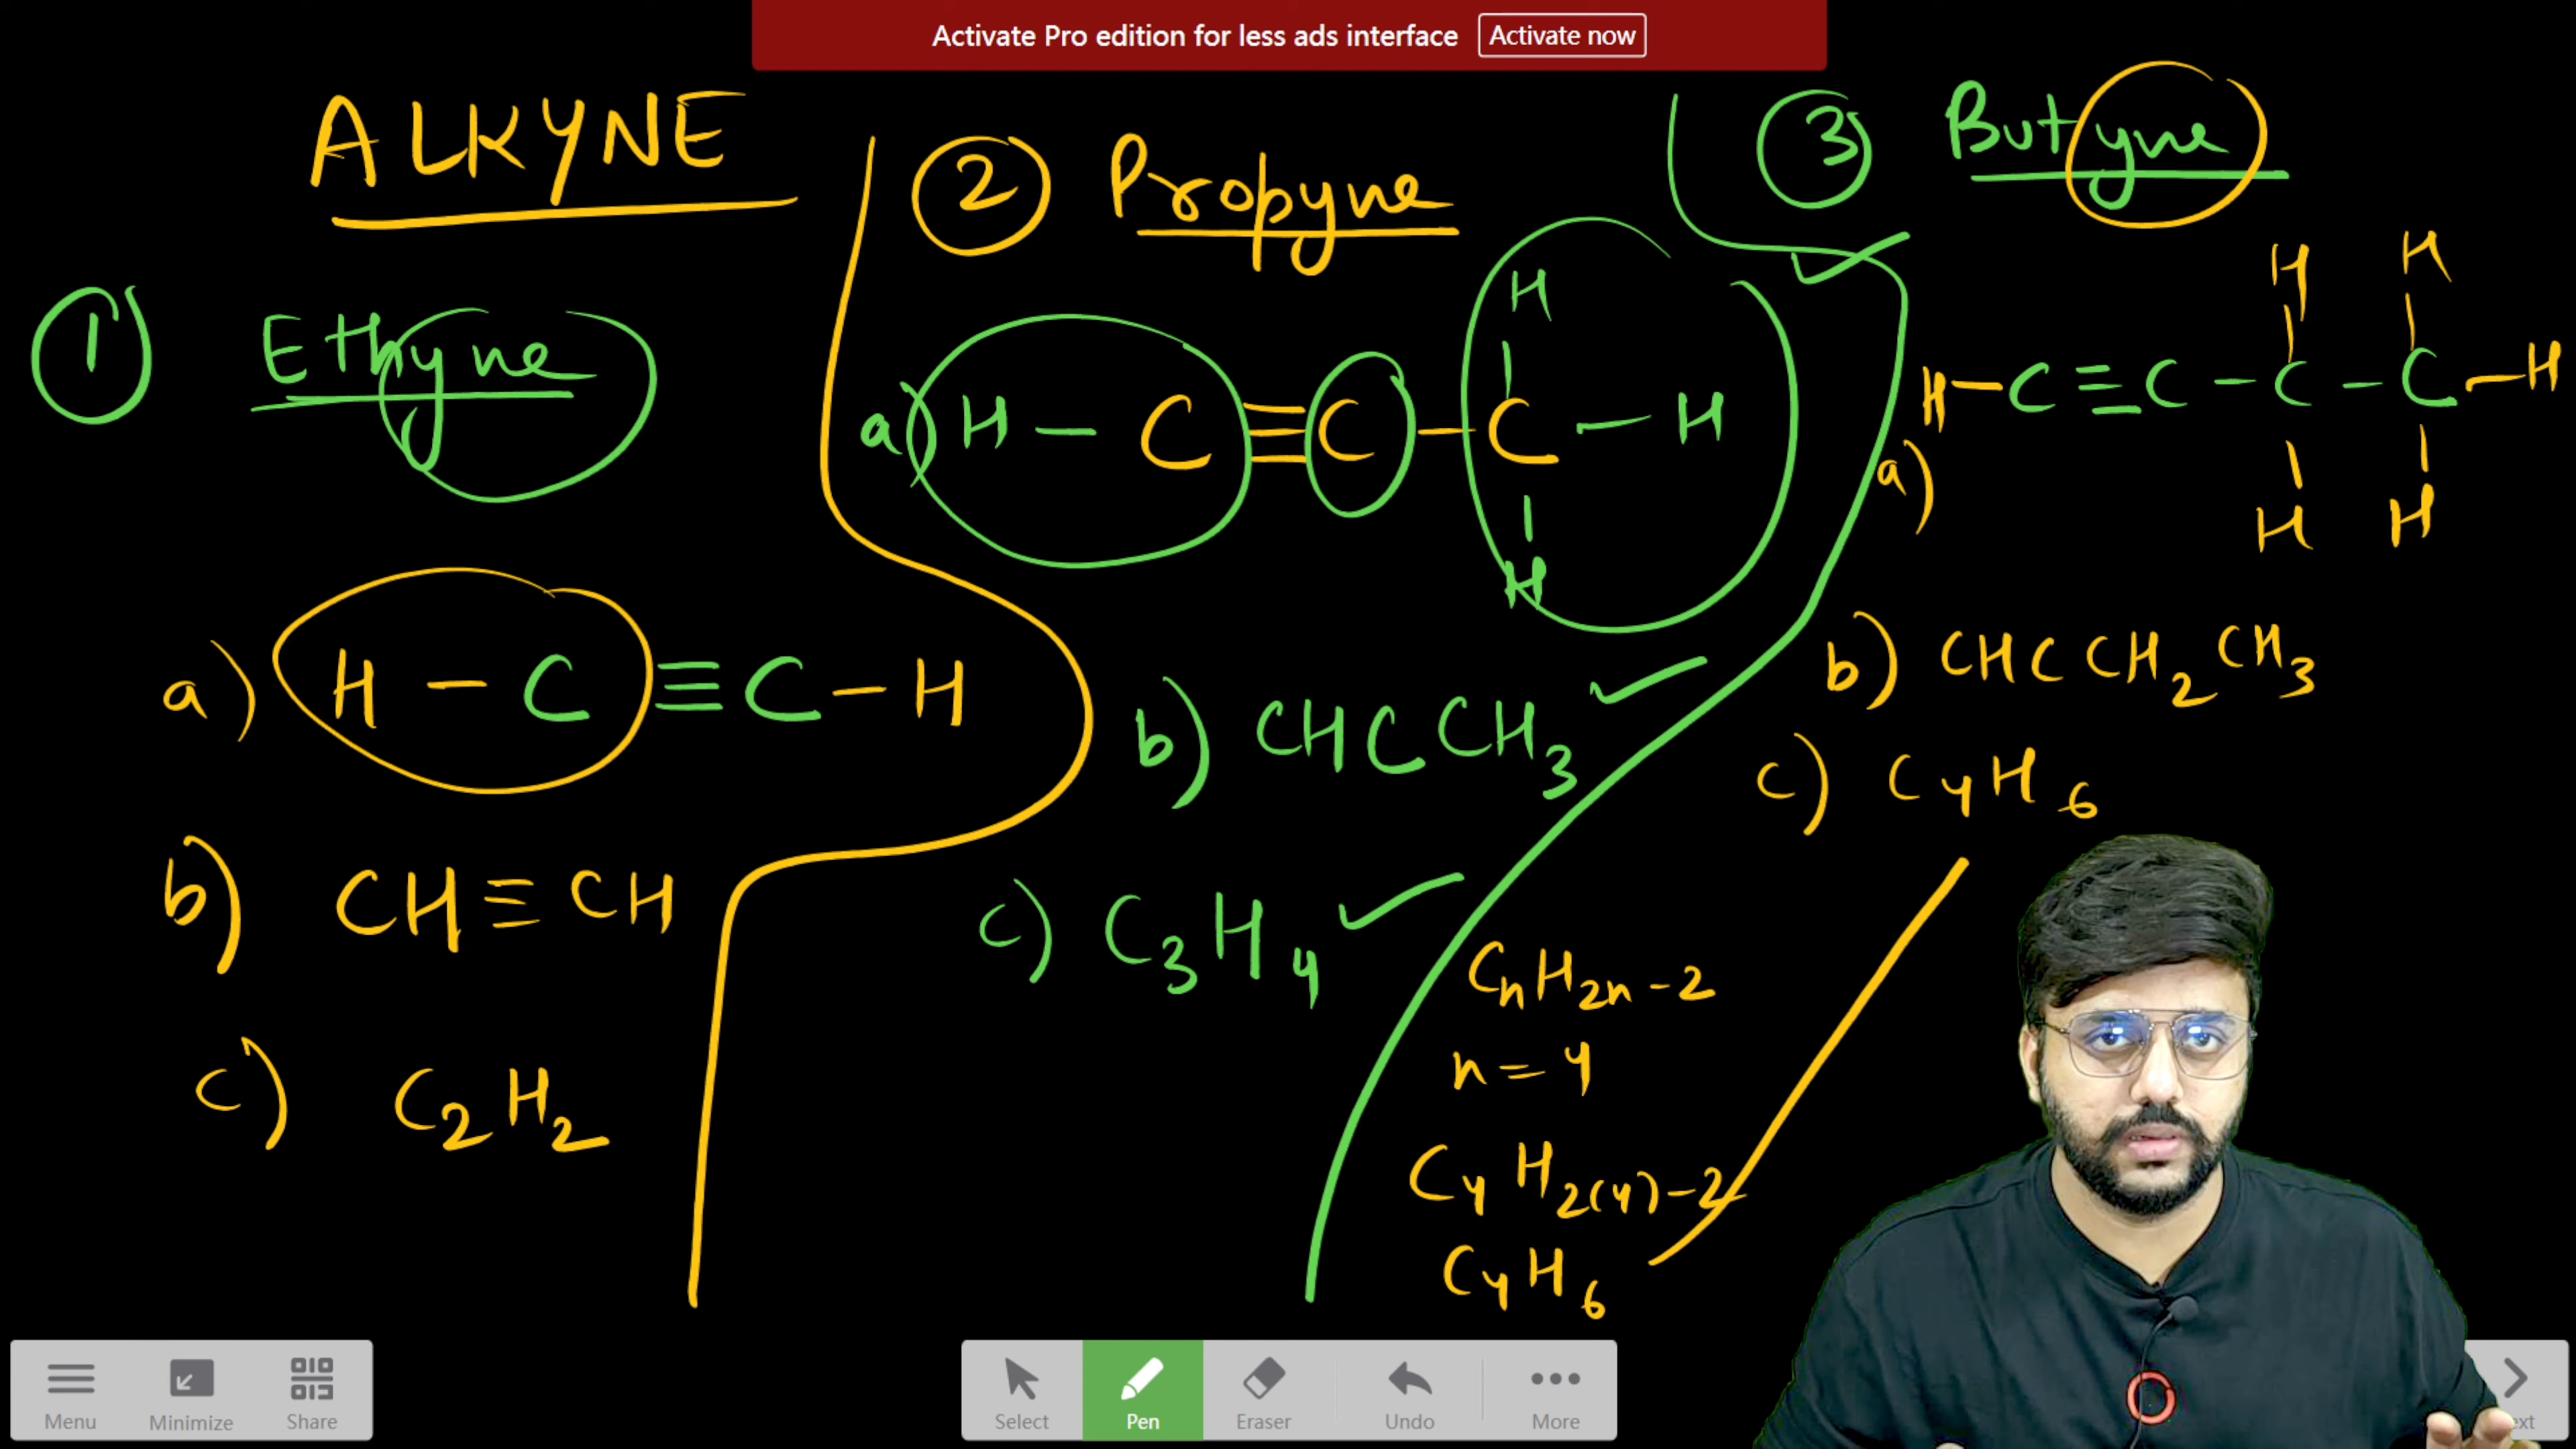 Activate Pro edition for less ads interface Activate now
ALKYNE
① Ethyne
a) H — C ≡ C — H
b) CH ≡ CH
c) C₂H₂
② Propyne
H
|
a) H — C ≡ C — C — H
|
H
b) CHCCH₃ ✓
c) C₃H₄ ✓
③ Butyne
✓
H H
| |
H — C ≡ C — C — C — H
| |
a) H H
b) CHCCH₂CH₃
c) C₄H₆
CₙH₂ₙ₋₂
n = 4
C₄H₂₍₄₎₋₂
C₄H₆
Menu Minimize Share
Select Pen Eraser Undo More